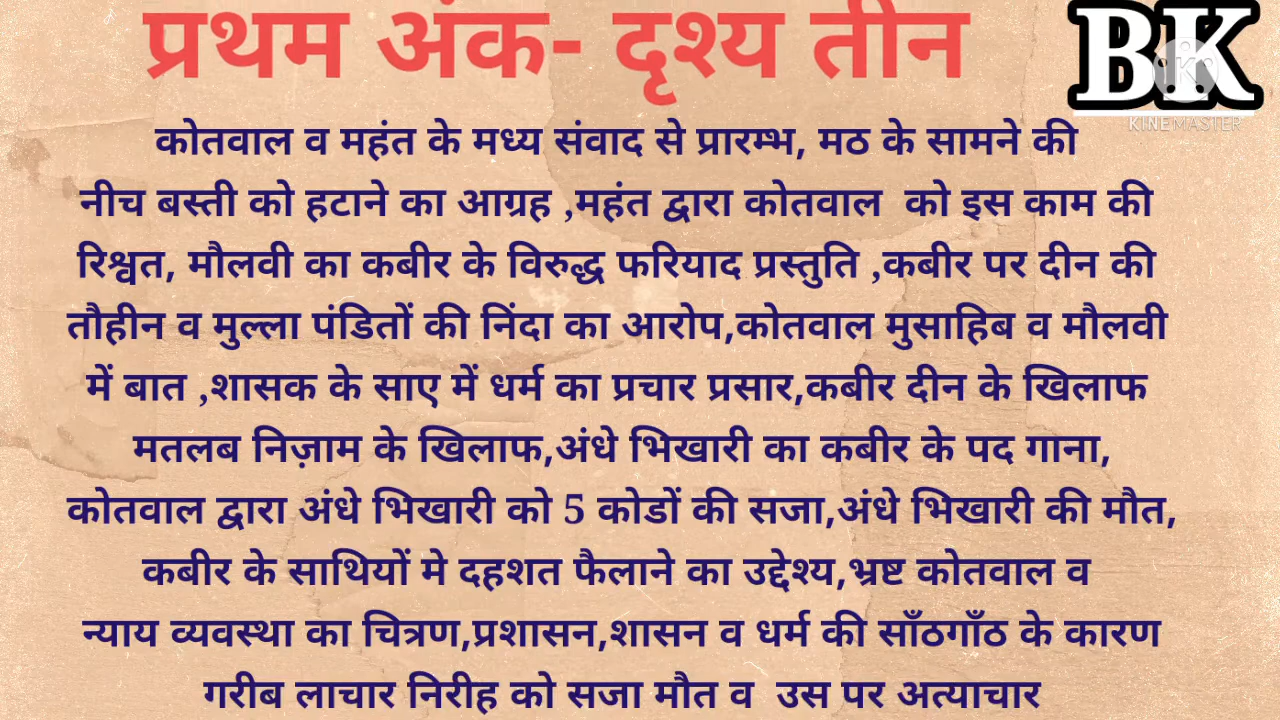 प्रथम अंक- दृश्य तीन
BK
KINEMASTER
कोतवाल व महंत के मध्य संवाद से प्रारम्भ, मठ के सामने की
नीच बस्ती को हटाने का आग्रह ,महंत द्वारा कोतवाल  को इस काम की
रिश्वत, मौलवी का कबीर के विरुद्ध फरियाद प्रस्तुति ,कबीर पर दीन की
तौहीन व मुल्ला पंडितों की निंदा का आरोप,कोतवाल मुसाहिब व मौलवी
में बात ,शासक के साए में धर्म का प्रचार प्रसार,कबीर दीन के खिलाफ
मतलब निज़ाम के खिलाफ,अंधे भिखारी का कबीर के पद गाना,
कोतवाल द्वारा अंधे भिखारी को 5 कोडों की सजा,अंधे भिखारी की मौत,
कबीर के साथियों मे दहशत फैलाने का उद्देश्य,भ्रष्ट कोतवाल व
न्याय व्यवस्था का चित्रण,प्रशासन,शासन व धर्म की साँठगाँठ के कारण
गरीब लाचार निरीह को सजा मौत व  उस पर अत्याचार